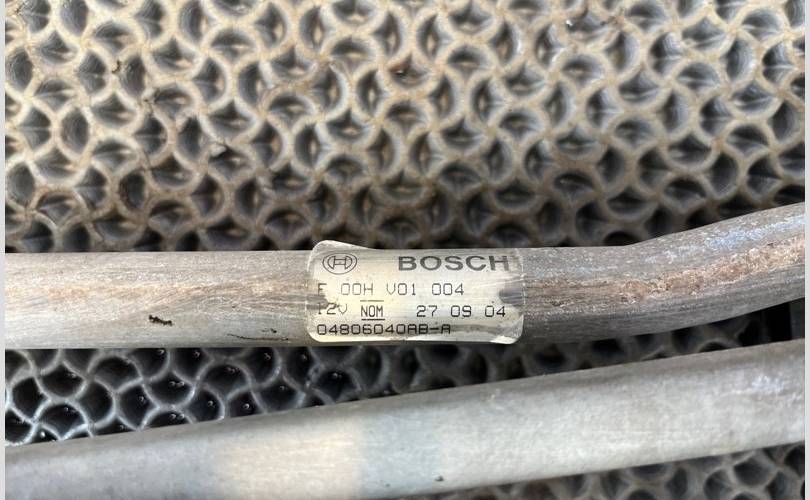 BOSCH
F 00H V01 004
12V NOM 27 09 04
04806040AB-A